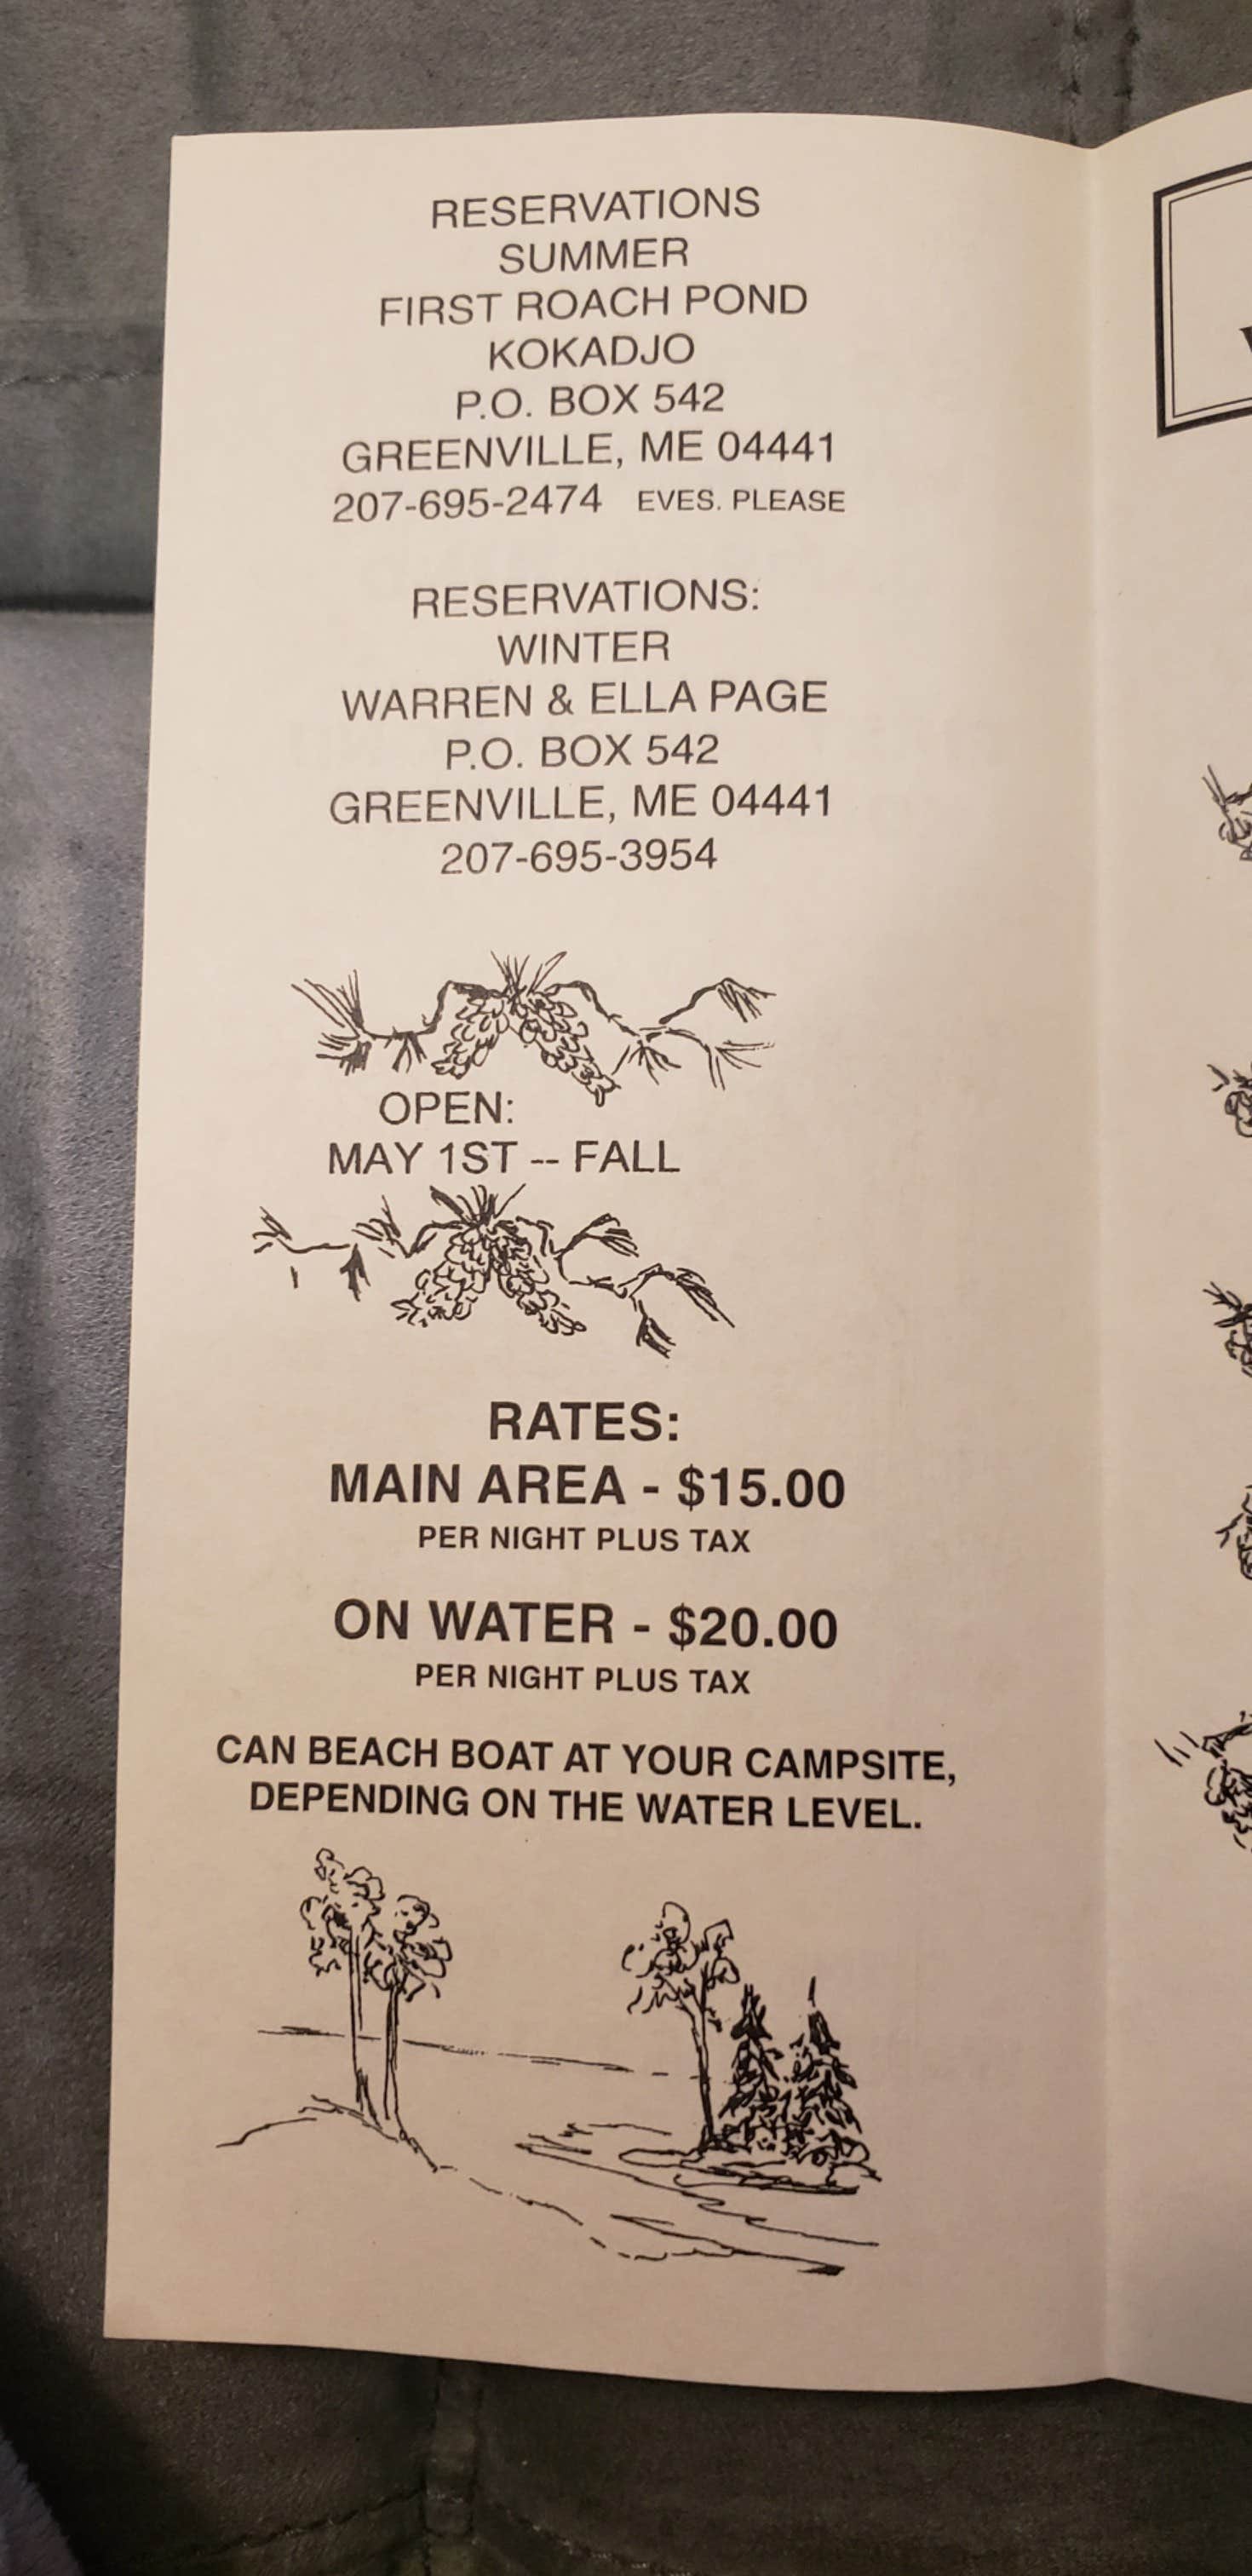 RESERVATIONS
SUMMER
FIRST ROACH POND
KOKADJO
P.O. BOX 542
GREENVILLE, ME 04441
207-695-2474 EVES. PLEASE
RESERVATIONS:
WINTER
WARREN & ELLA PAGE
P.O. BOX 542
GREENVILLE, ME 04441
207-695-3954
OPEN:
MAY 1ST -- FALL
RATES:
MAIN AREA - $15.00
PER NIGHT PLUS TAX
ON WATER - $20.00
PER NIGHT PLUS TAX
CAN BEACH BOAT AT YOUR CAMPSITE,
DEPENDING ON THE WATER LEVEL.